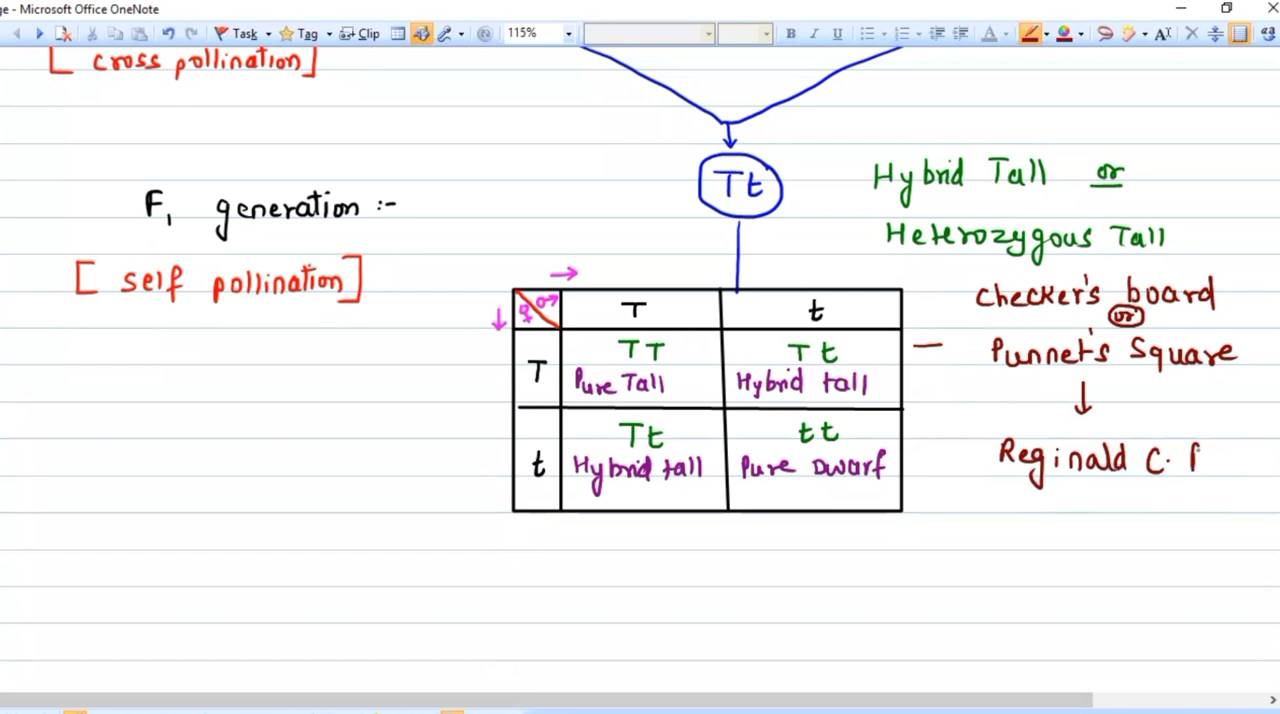 ge - Microsoft Office OneNote
Task Tag Clip 115% B I U A
[ cross pollination]
Tt
Hybrid Tall or
Heterozygous Tall
F1 generation :-
[ self pollination]
♀ ♂ T t
T TT Tt
Pure Tall Hybrid tall
t Tt tt
Hybrid tall Pure Dwarf
Checker's board
or
— Punnet's Square
↓
Reginald C. P